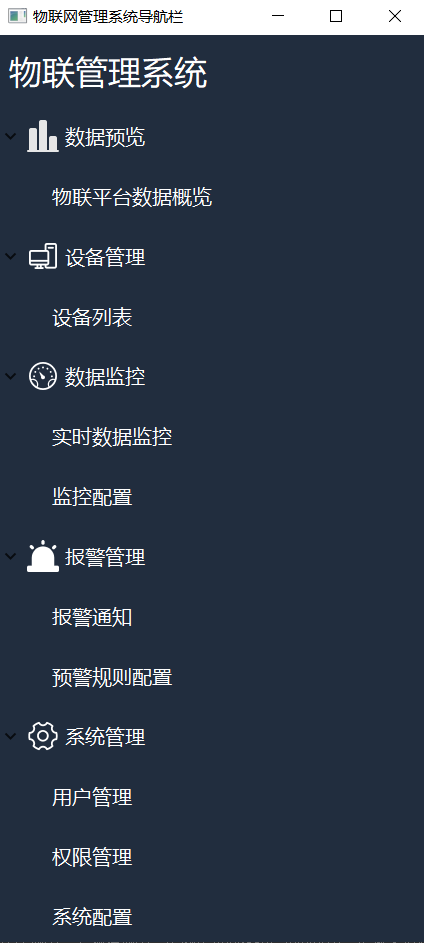 物联网管理系统导航栏
物联管理系统
数据预览
物联平台数据概览
设备管理
设备列表
数据监控
实时数据监控
监控配置
报警管理
报警通知
预警规则配置
系统管理
用户管理
权限管理
系统配置